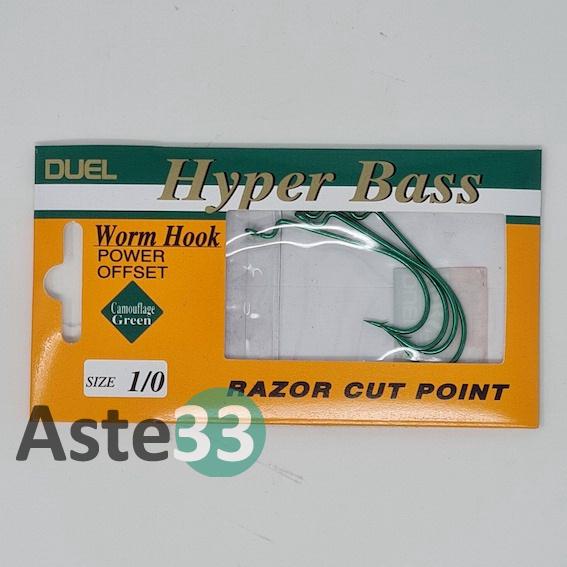 DUEL
Hyper Bass
Worm Hook
POWER
OFFSET
Camouflage
Green
SIZE 1/0
RAZOR CUT POINT
Aste33